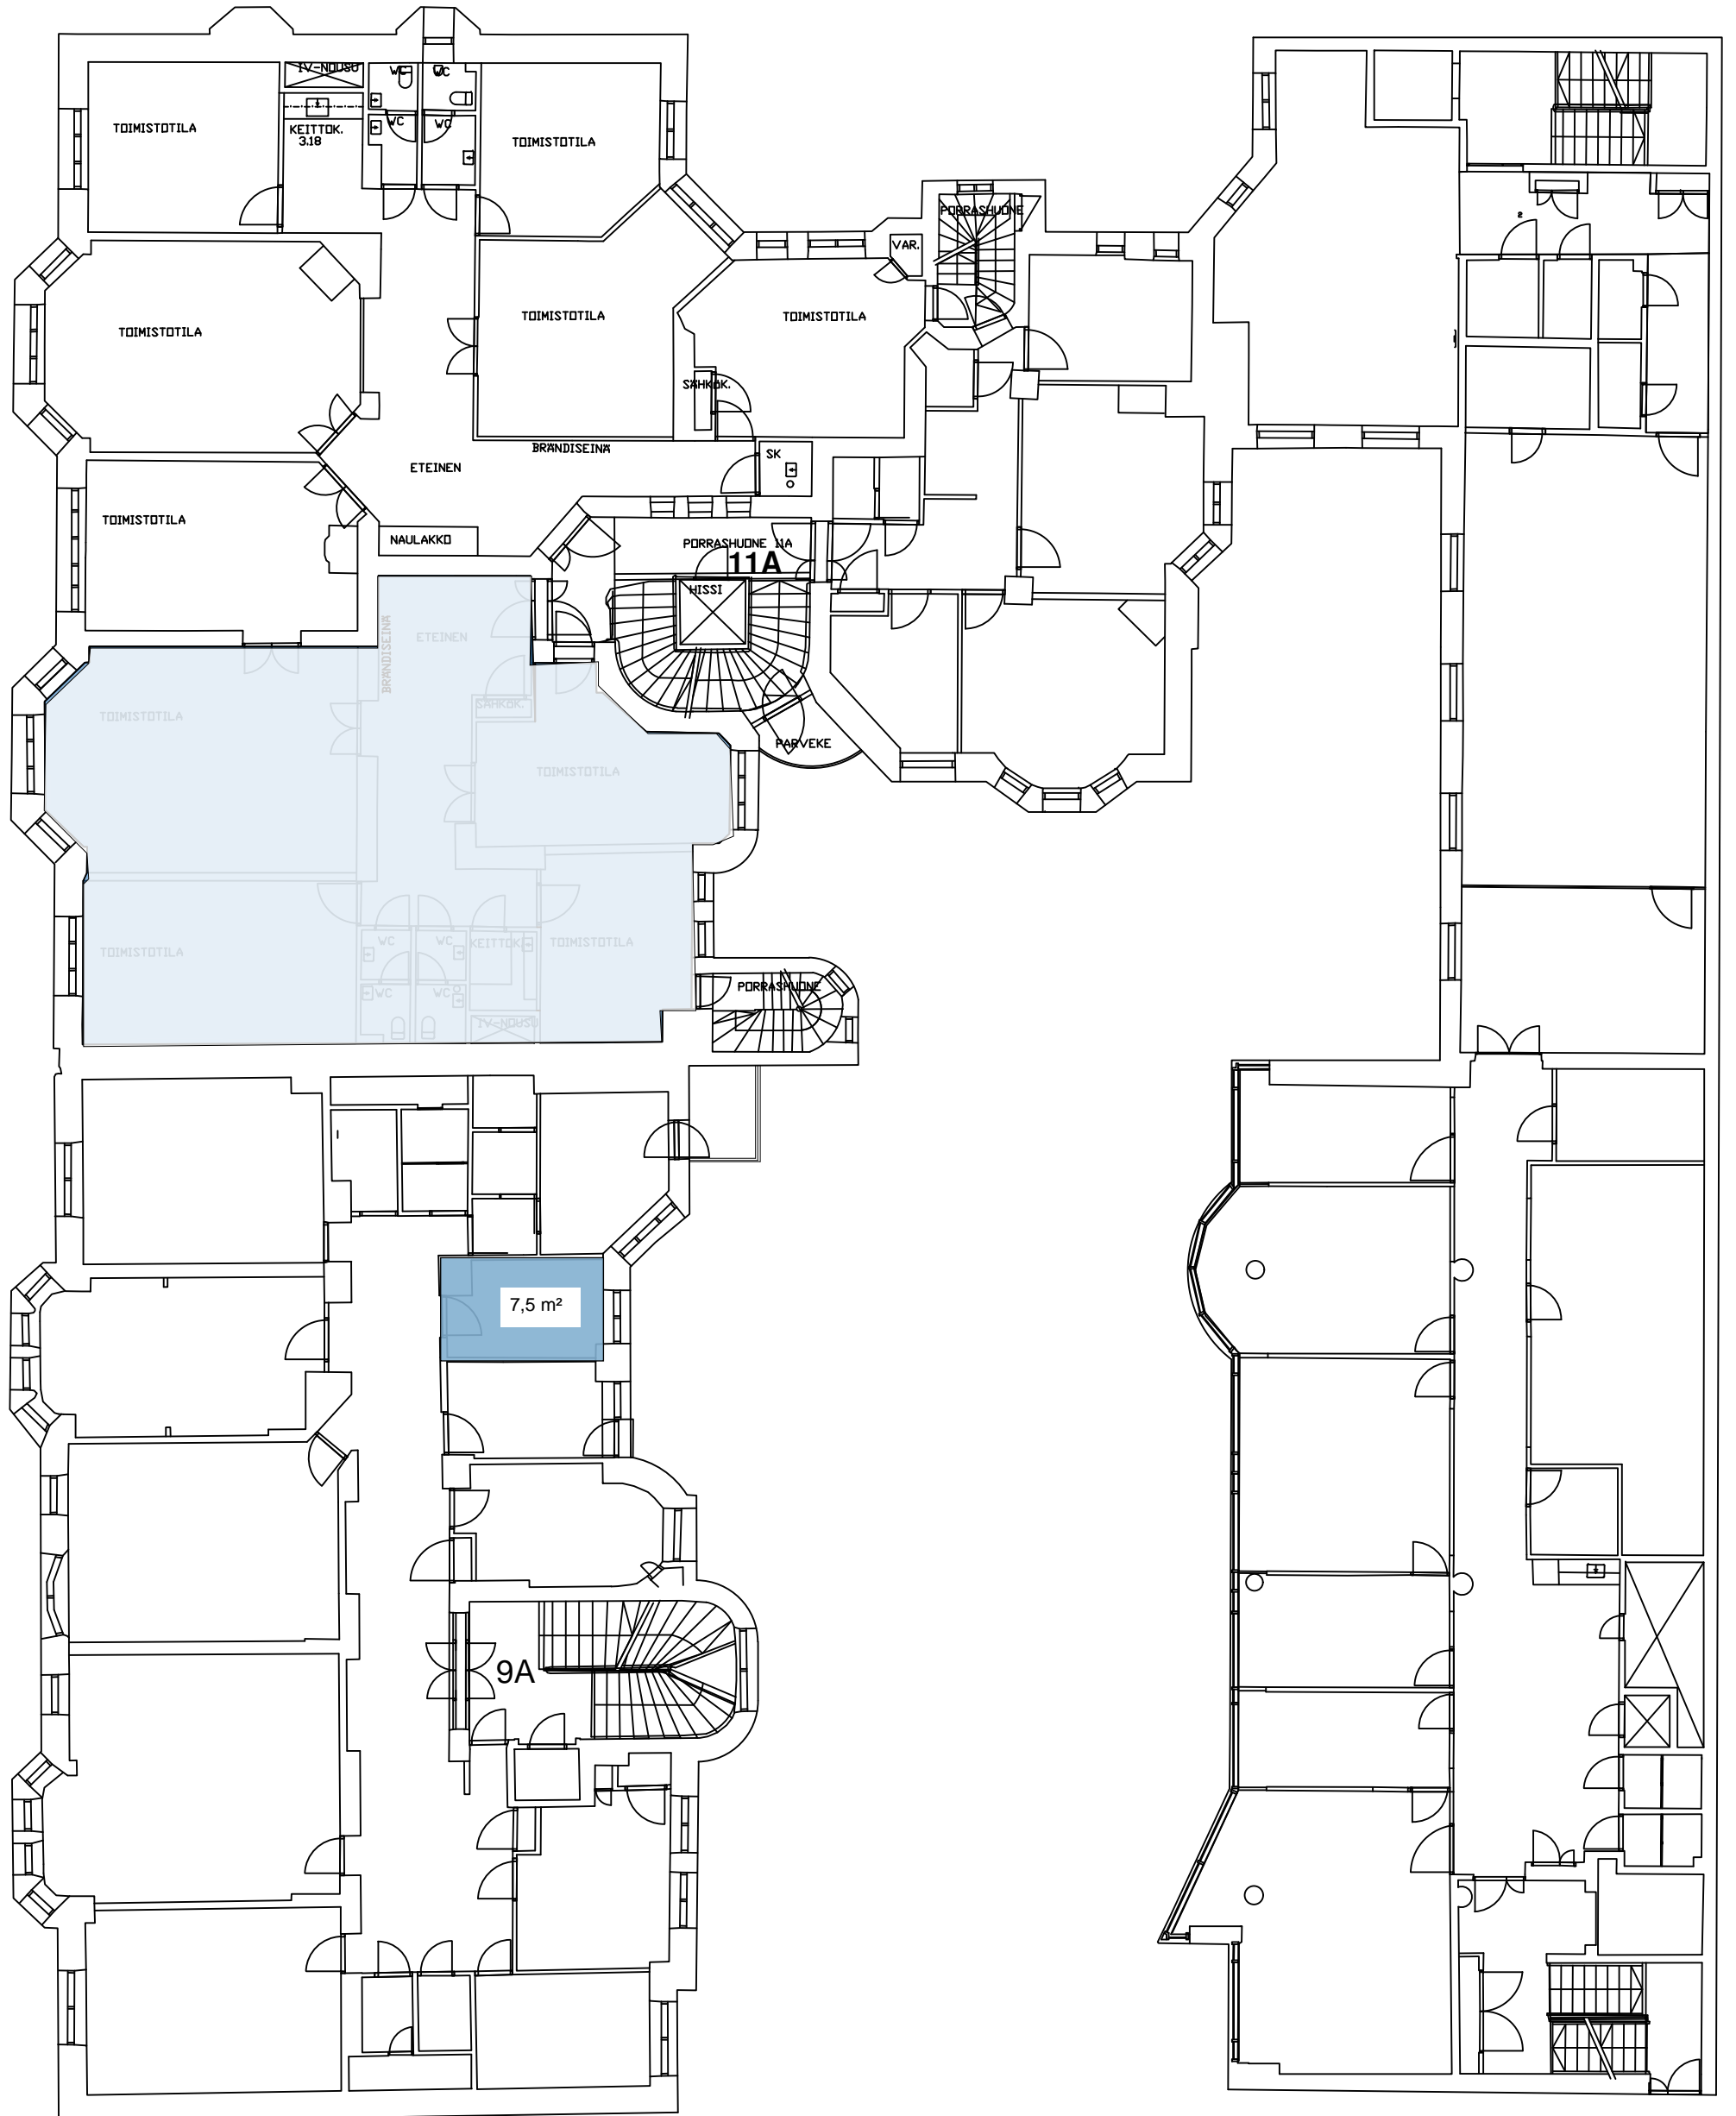 IV-NOUSU
WC
WC
TOIMISTOTILA
KEITTOK.
3.18
WC
WC
TOIMISTOTILA
PORRASHUONE
2
VAR.
TOIMISTOTILA
TOIMISTOTILA
TOIMISTOTILA
SÄHKÖK.
BRÄNDISEINÄ
ETEINEN
SK
TOIMISTOTILA
NAULAKKO
PORRASHUONE 11A
11A
HISSI
BRÄNDISEINÄ
ETEINEN
SÄHKÖK.
TOIMISTOTILA
PARVEKE
TOIMISTOTILA
WC
WC
KEITTOK.
TOIMISTOTILA
TOIMISTOTILA
PORRASHUONE
WC
WC
IV-NOUSU
7,5 m²
9A